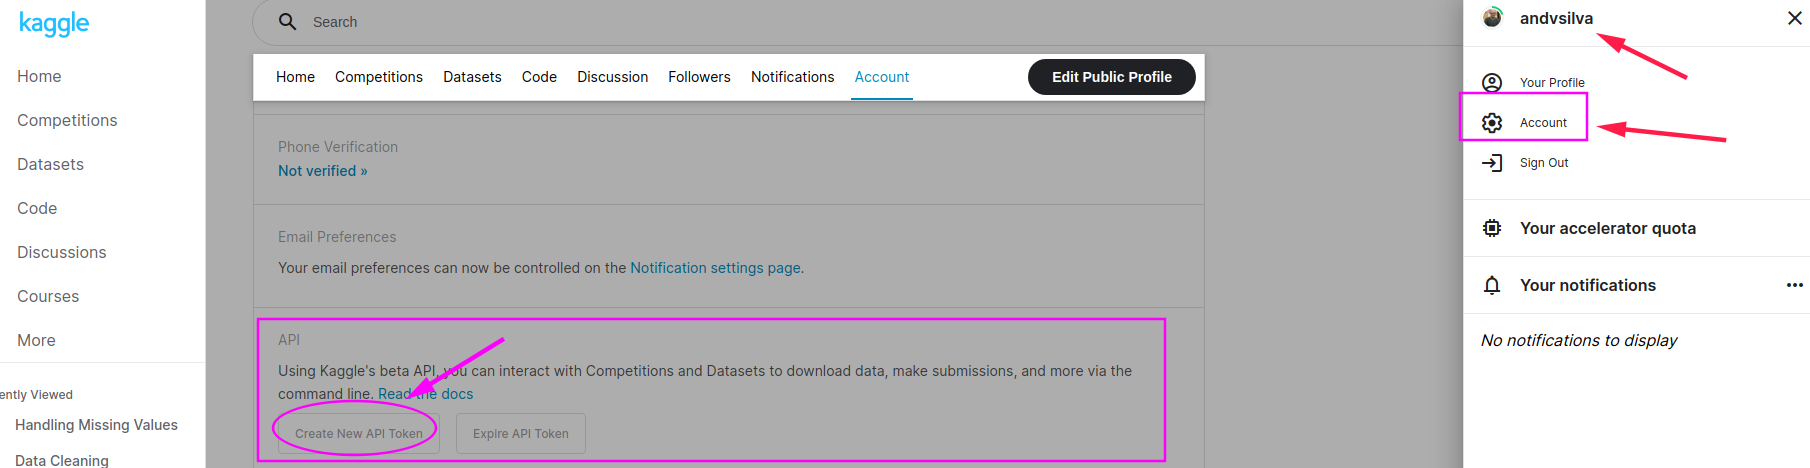 kaggle
Home
Competitions
Datasets
Code
Discussions
Courses
More
ently Viewed
Handling Missing Values
Data Cleaning
Search
Home Competitions Datasets Code Discussion Followers Notifications Account Edit Public Profile
Phone Verification
Not verified »
Email Preferences
Your email preferences can now be controlled on the Notification settings page.
API
Using Kaggle's beta API, you can interact with Competitions and Datasets to download data, make submissions, and more via the
command line. Read the docs
Create New API Token Expire API Token
andvsilva
Your Profile
Account
Sign Out
Your accelerator quota
Your notifications
No notifications to display